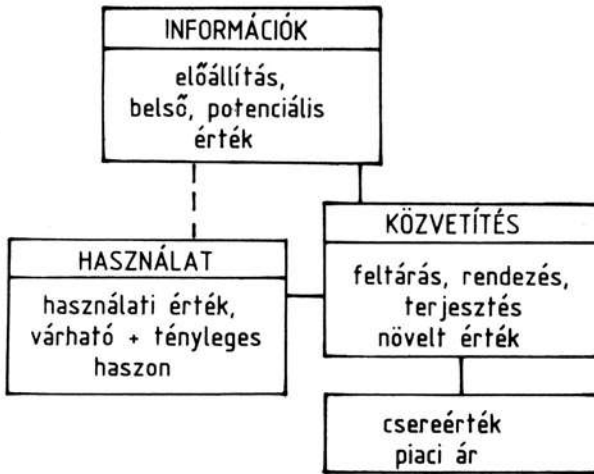 INFORMÁCIÓK
előállítás,
belső, potenciális
érték
KÖZVETÍTÉS
feltárás, rendezés,
terjesztés
növelt érték
HASZNÁLAT
használati érték,
várható + tényleges
haszon
csereérték
piaci ár